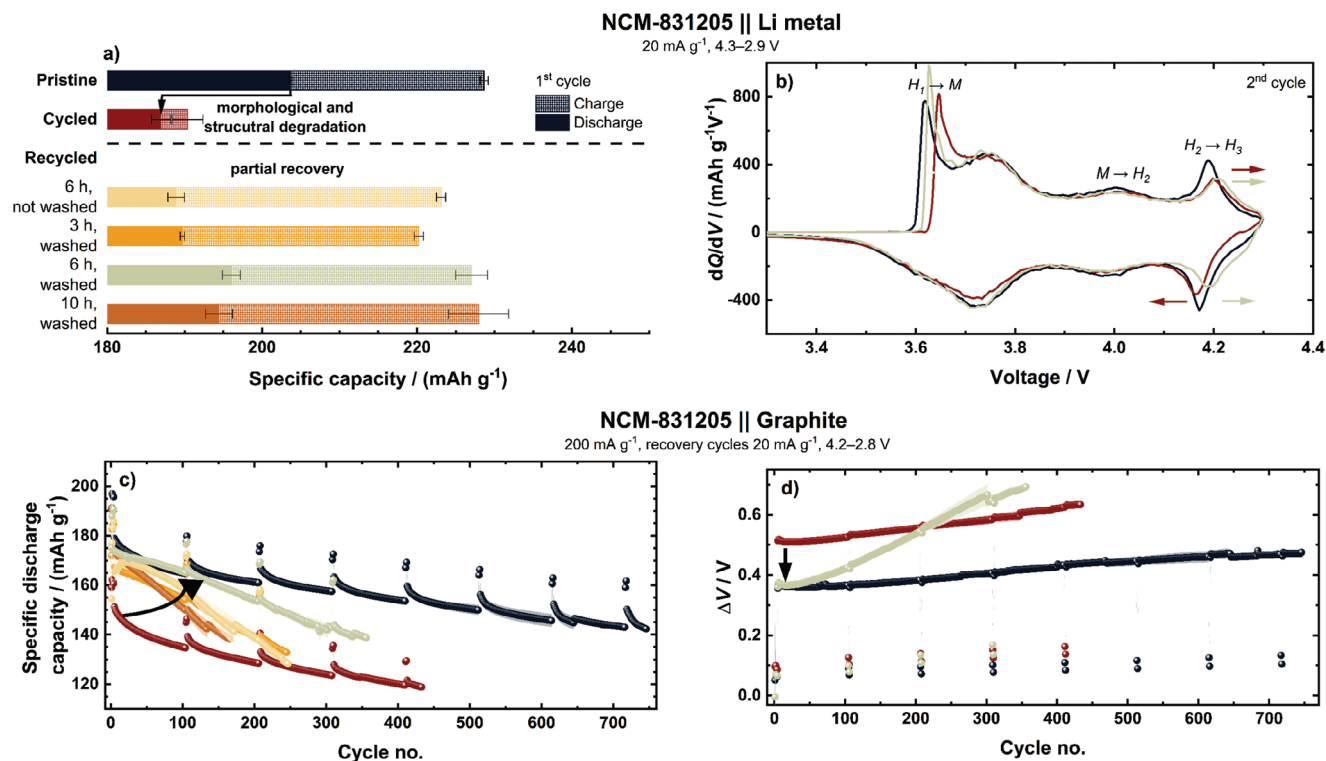 NCM-831205 || Li metal
20 mA g⁻¹, 4.3–2.9 V
a)
Pristine
Cycled
Recycled
6 h,
not washed
3 h,
washed
6 h,
washed
10 h,
washed
1st cycle
Charge
Discharge
morphological and
strucutral degradation
partial recovery
180 200 220 240
Specific capacity / (mAh g⁻¹)
b)
2nd cycle
H₁ → M
M → H₂
H₂ → H₃
dQ/dV / (mAh g⁻¹V⁻¹)
800
400
0
-400
3.4 3.6 3.8 4.0 4.2 4.4
Voltage / V
NCM-831205 || Graphite
200 mA g⁻¹, recovery cycles 20 mA g⁻¹, 4.2–2.8 V
c)
Specific discharge
capacity / (mAh g⁻¹)
200
180
160
140
120
0 100 200 300 400 500 600 700
Cycle no.
d)
ΔV / V
0.6
0.4
0.2
0.0
0 100 200 300 400 500 600 700
Cycle no.